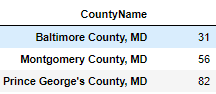 CountyName
Baltimore County, MD 31
Montgomery County, MD 56
Prince George's County, MD 82